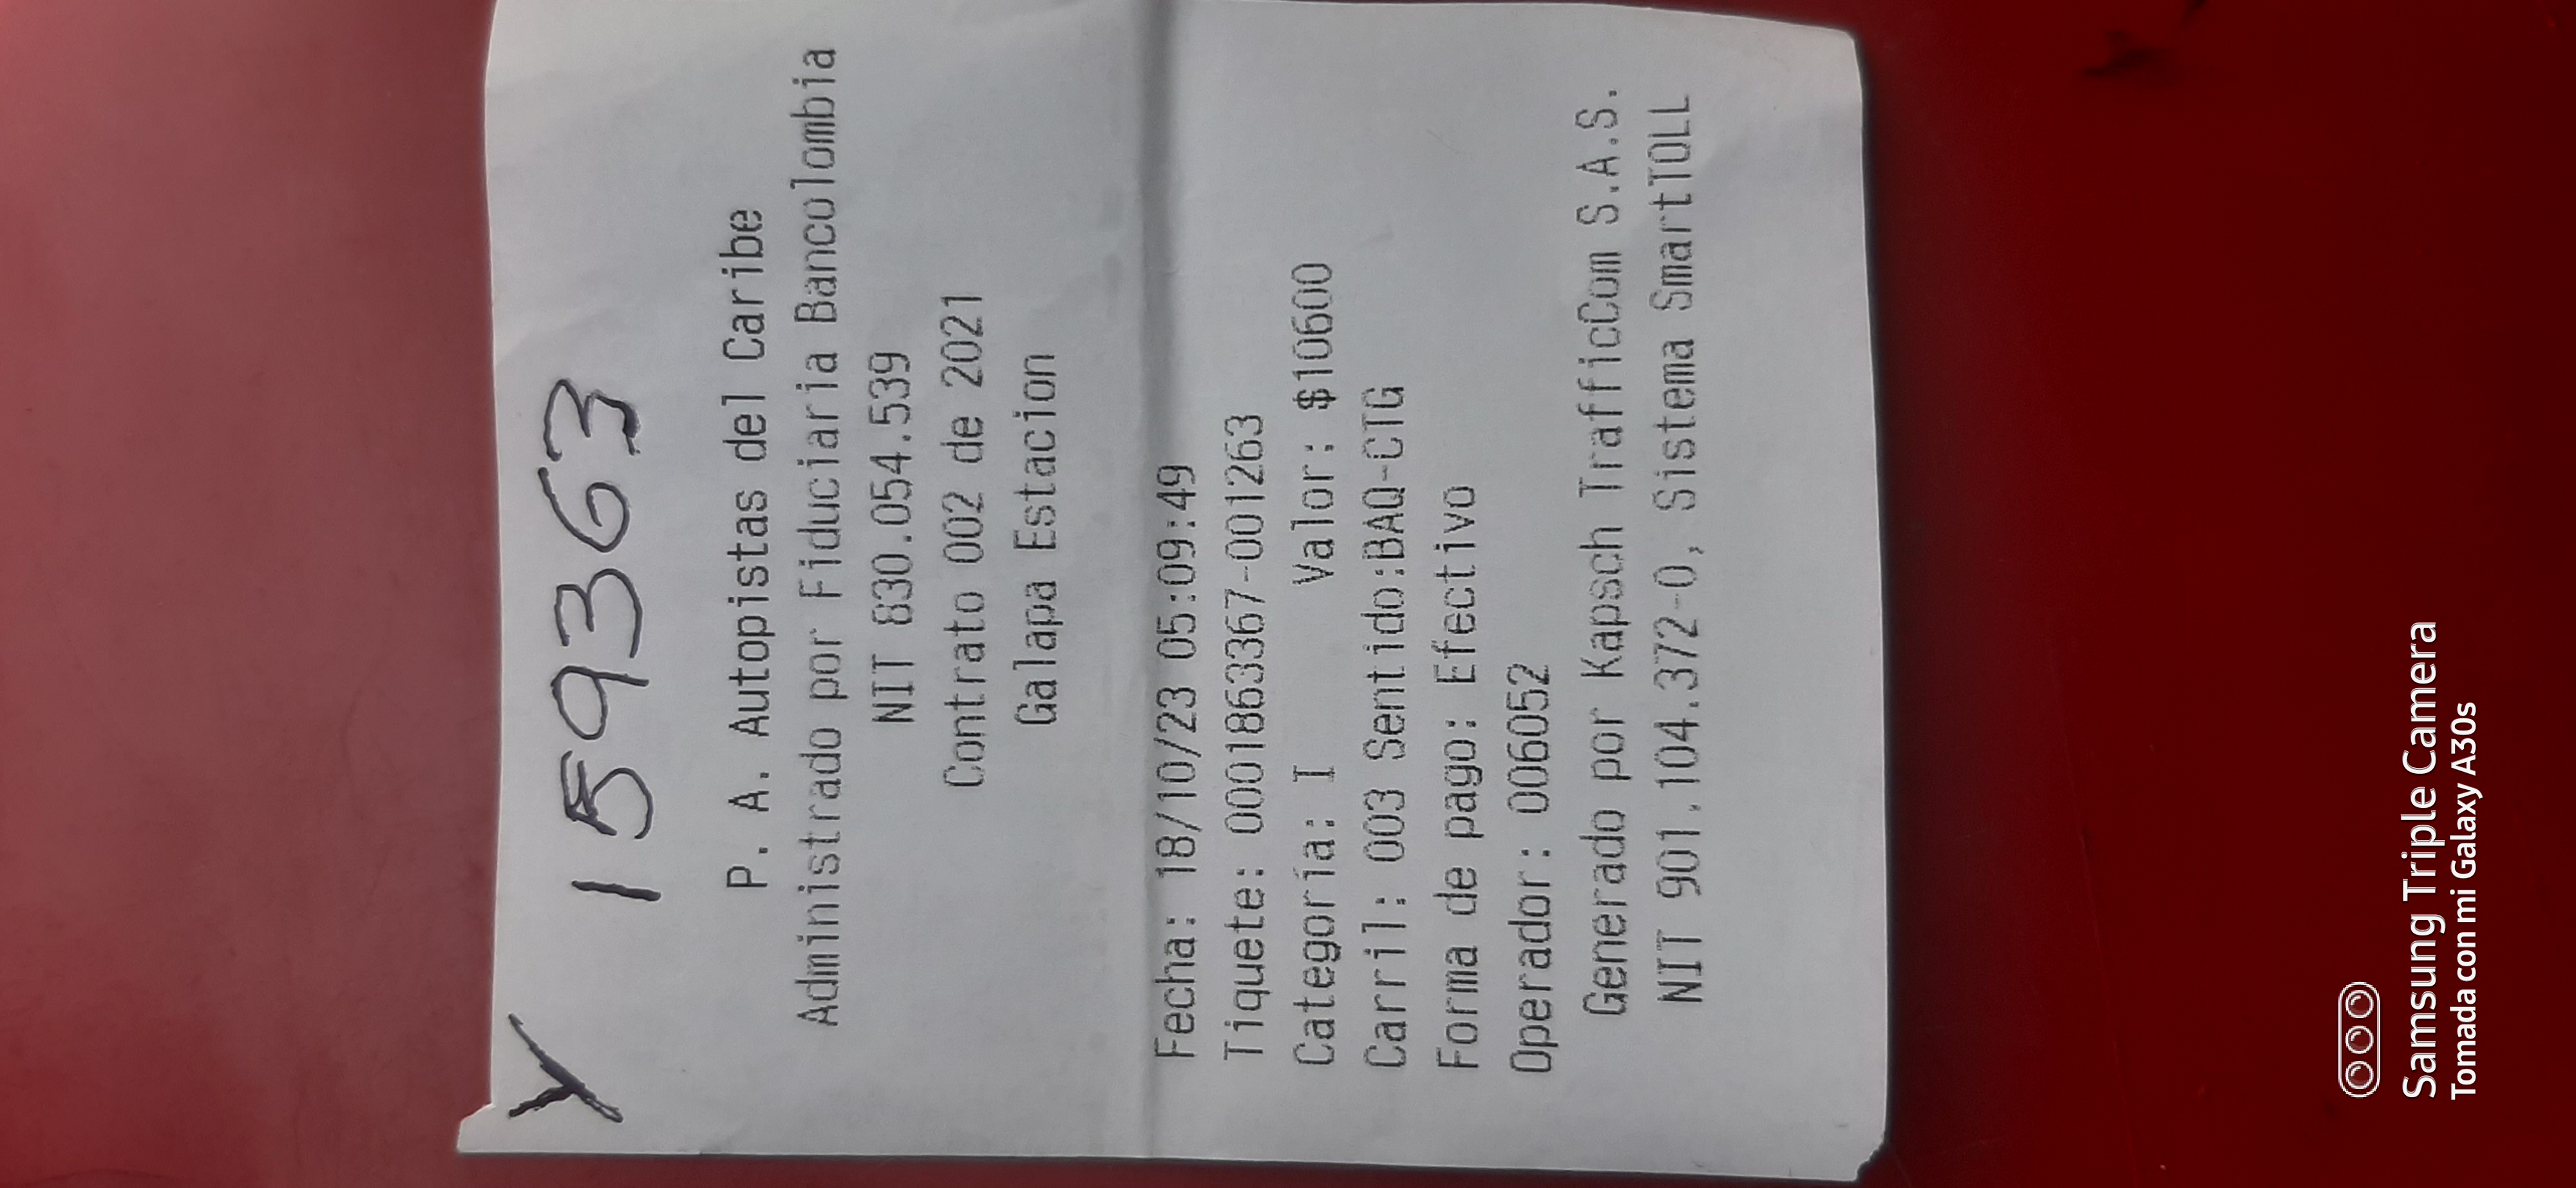 Y 159363
P. A. Autopistas del Caribe
Administrado por Fiduciaria Bancolombia
NIT 830.054.539
Contrato 002 de 2021
Galapa Estacion
Fecha: 18/10/23 05:09:49
Tiquete: 0001863367-001263
Categoría: I Valor: $10600
Carril: 003 Sentido:BAQ-CTG
Forma de pago: Efectivo
Operador: 006052
Generado por Kapsch TrafficCom S.A.S.
NIT 901.104.372-0, Sistema SmartTOLL
Samsung Triple Camera
Tomada con mi Galaxy A30s